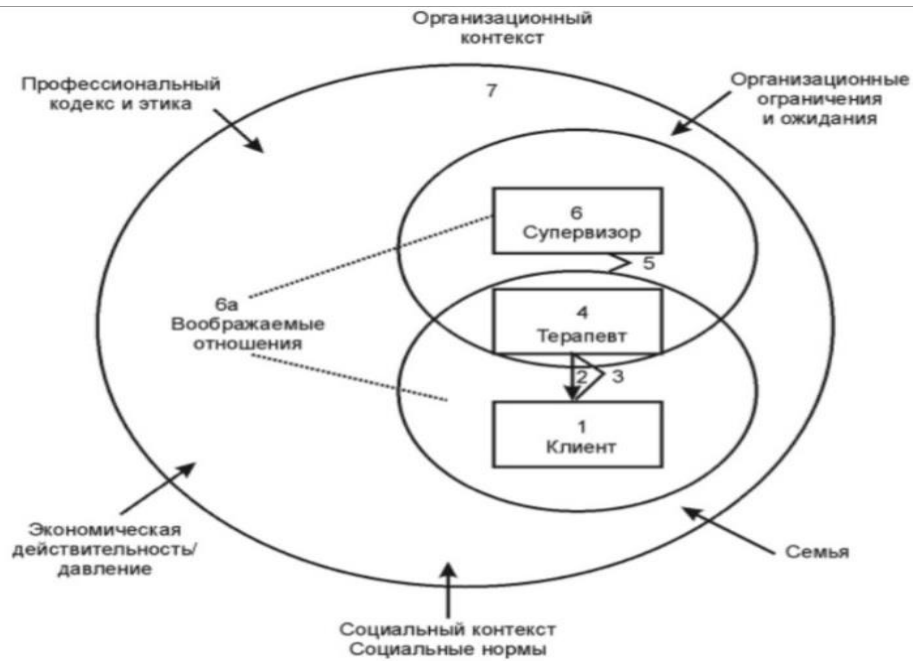 Организационный
контекст
Профессиональный
кодекс и этика
7
Организационные
ограничения
и ожидания
6
Супервизор
5
6а
Воображаемые
отношения
4
Терапевт
2
3
1
Клиент
Экономическая
действительность/
давление
Семья
Социальный контекст
Социальные нормы